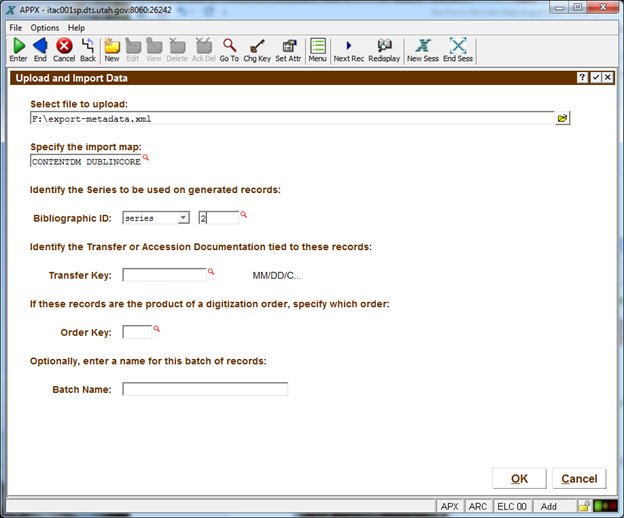 APPX - itac001sp.dts.utah.gov:8060:26242
File Options Help
Enter End Cancel Back New Edit View Delete Ack Del Go To Chg Key Set Attr Menu Next Rec Redisplay New Sess End Sess
Upload and Import Data
Select file to upload:
F:\export-metadata.xml
Specify the import map:
CONTENTDM DUBLINCORE
Identify the Series to be used on generated records:
Bibliographic ID: series 2
Identify the Transfer or Accession Documentation tied to these records:
Transfer Key: MM/DD/C...
If these records are the product of a digitization order, specify which order:
Order Key:
Optionally, enter a name for this batch of records:
Batch Name:
OK Cancel
APX ARC ELC 00 Add